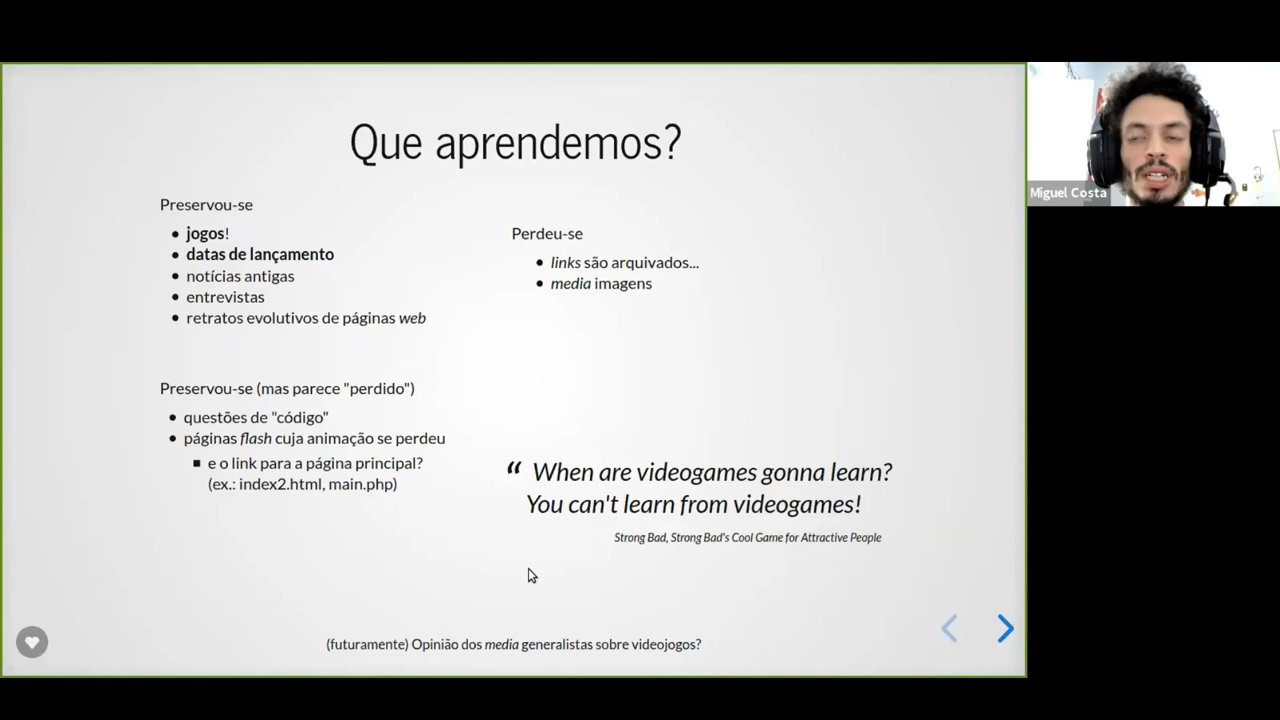 Que aprendemos?
Preservou-se
jogos!
datas de lançamento
notícias antigas
entrevistas
retratos evolutivos de páginas web
Perdeu-se
links são arquivados...
media imagens
Preservou-se (mas parece "perdido")
questões de "código"
páginas flash cuja animação se perdeu
e o link para a página principal?
(ex.: index2.html, main.php)
“ When are videogames gonna learn?
You can't learn from videogames!
Strong Bad, Strong Bad's Cool Game for Attractive People
(futuramente) Opinião dos media generalistas sobre videojogos?
Miguel Costa